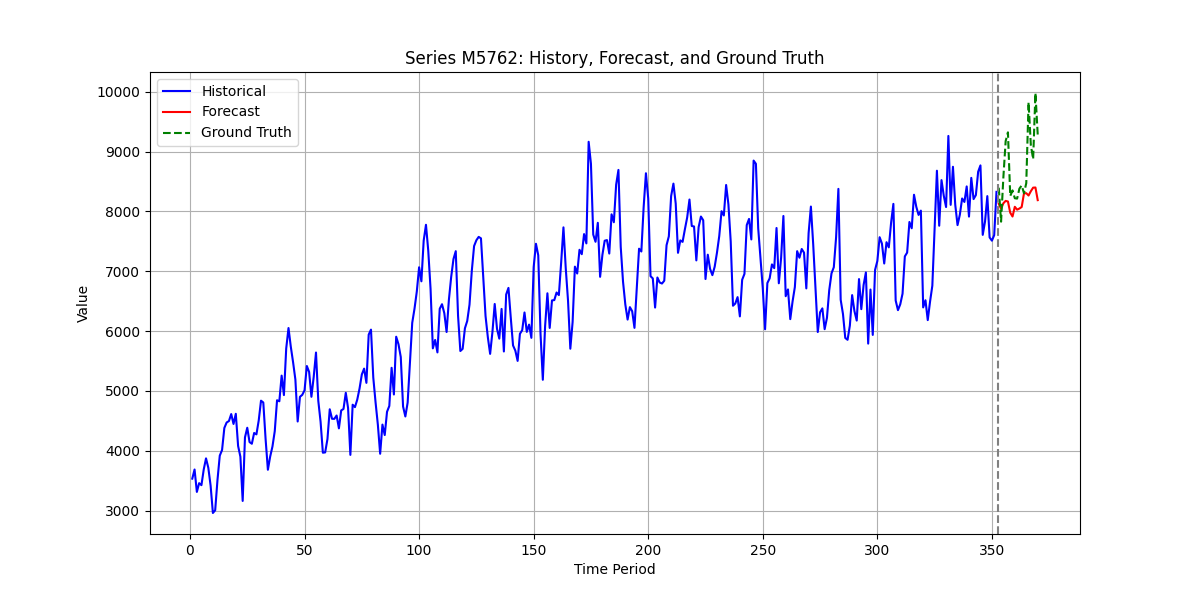 Series M5762: History, Forecast, and Ground Truth
Historical
Forecast
Ground Truth
10000
9000
8000
7000
6000
5000
4000
3000
Value
0 50 100 150 200 250 300 350
Time Period